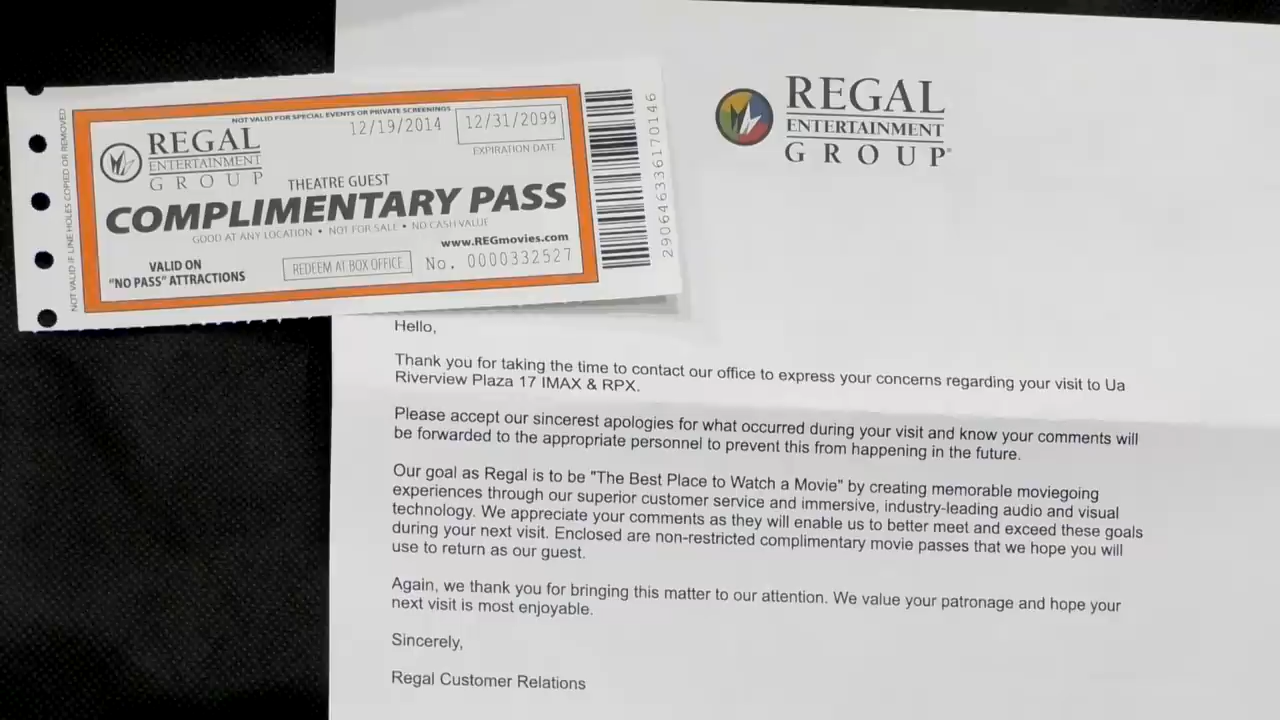 NOT VALID IF LINE HOLES COPIED OR REMOVED
NOT VALID FOR SPECIAL EVENTS OR PRIVATE SCREENINGS
REGAL
ENTERTAINMENT
GROUP
12/19/2014
12/31/2099
EXPIRATION DATE
THEATRE GUEST
COMPLIMENTARY PASS
GOOD AT ANY LOCATION • NOT FOR SALE • NO CASH VALUE
www.REGmovies.com
VALID ON
"NO PASS" ATTRACTIONS
REDEEM AT BOX OFFICE
No. 0000332527
290646336170146
REGAL
ENTERTAINMENT
GROUP
Hello,
Thank you for taking the time to contact our office to express your concerns regarding your visit to Ua
Riverview Plaza 17 IMAX & RPX.
Please accept our sincerest apologies for what occurred during your visit and know your comments will
be forwarded to the appropriate personnel to prevent this from happening in the future.
Our goal as Regal is to be "The Best Place to Watch a Movie" by creating memorable moviegoing
experiences through our superior customer service and immersive, industry-leading audio and visual
technology. We appreciate your comments as they will enable us to better meet and exceed these goals
during your next visit. Enclosed are non-restricted complimentary movie passes that we hope you will
use to return as our guest.
Again, we thank you for bringing this matter to our attention. We value your patronage and hope your
next visit is most enjoyable.
Sincerely,
Regal Customer Relations